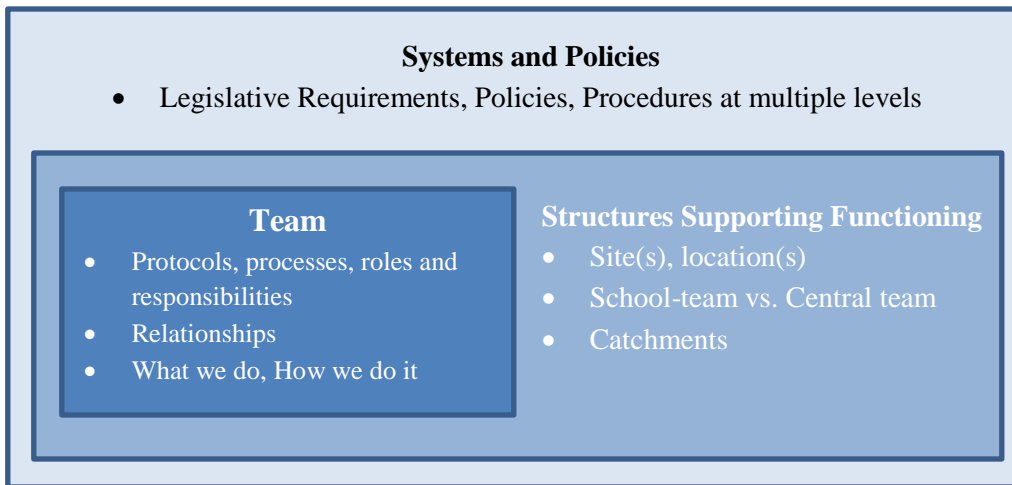 Systems and Policies
• Legislative Requirements, Policies, Procedures at multiple levels
Team
• Protocols, processes, roles and
responsibilities
• Relationships
• What we do, How we do it
Structures Supporting Functioning
• Site(s), location(s)
• School-team vs. Central team
• Catchments